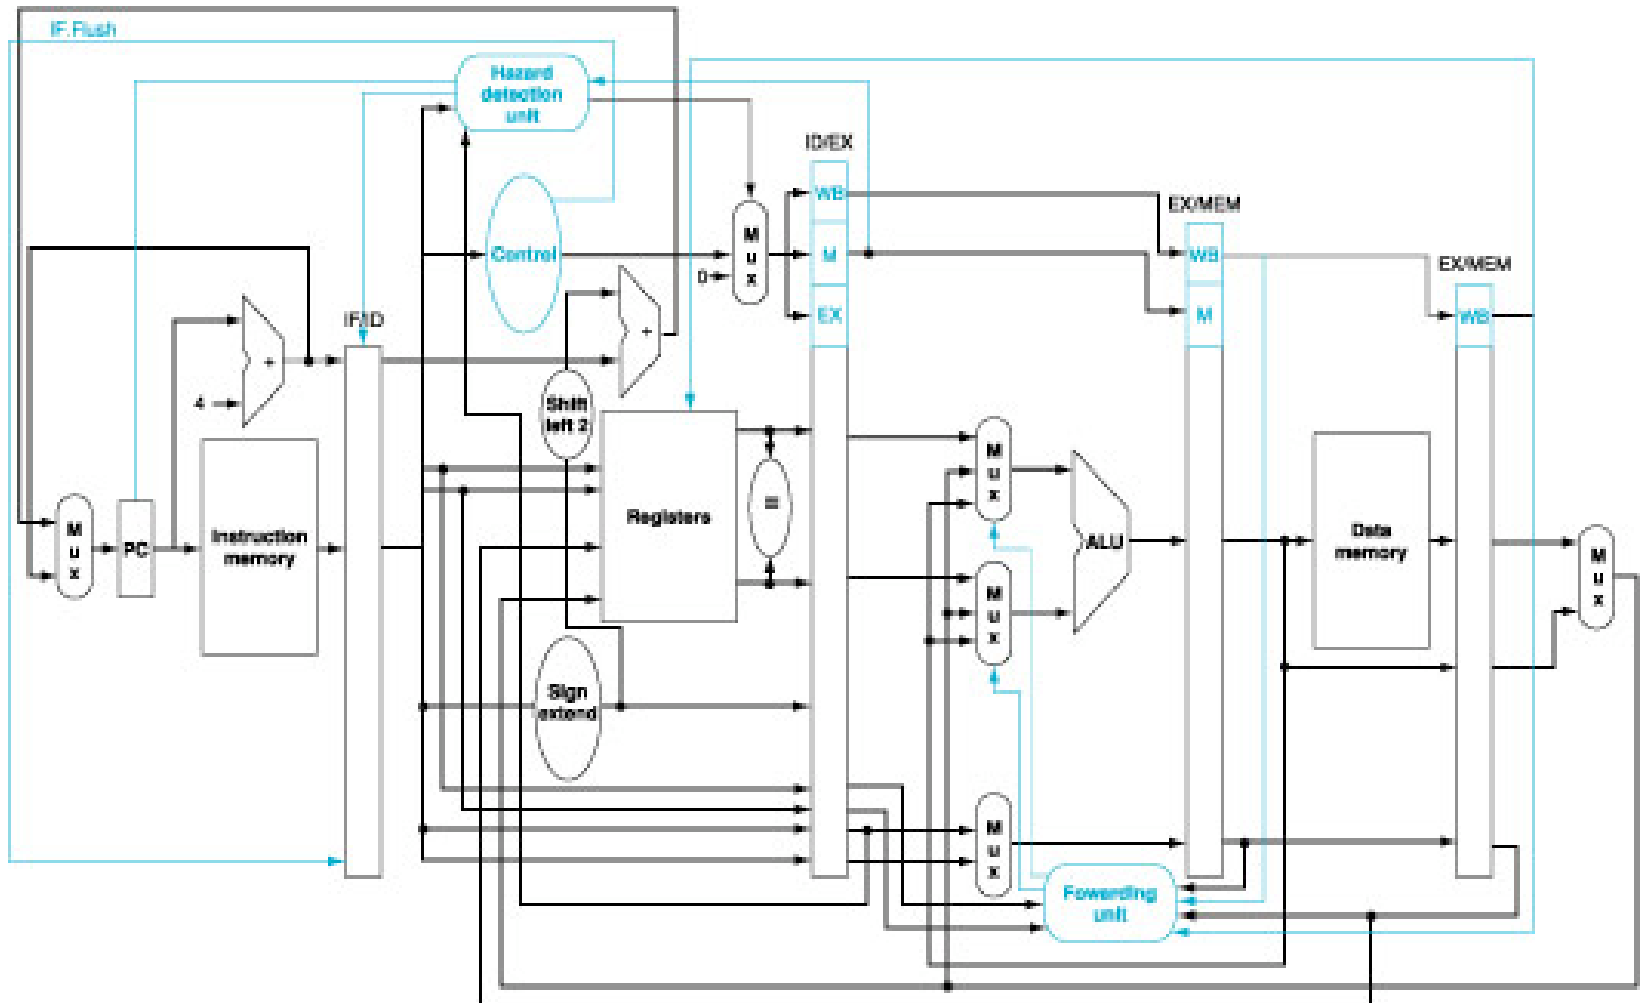 IF.Flush
Hazard
detection
unit
ID/EX
WB
EX/MEM
Control
M
u
x
0
M
WB
EX/MEM
EX
M
WB
IF/ID
+
+
4
Shift
left 2
M
u
x
PC
Instruction
memory
Registers
=
M
u
x
ALU
Data
memory
M
u
x
M
u
x
Sign
extend
M
u
x
Fowarding
unit